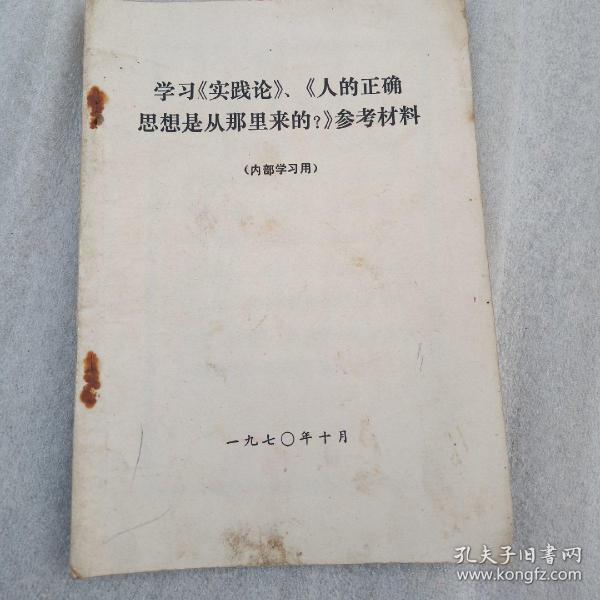 学习《实践论》、《人的正确
思想是从那里来的?》参考材料
(内部学习用)
一九七〇年十月
孔夫子旧书网
www.kongfz.com